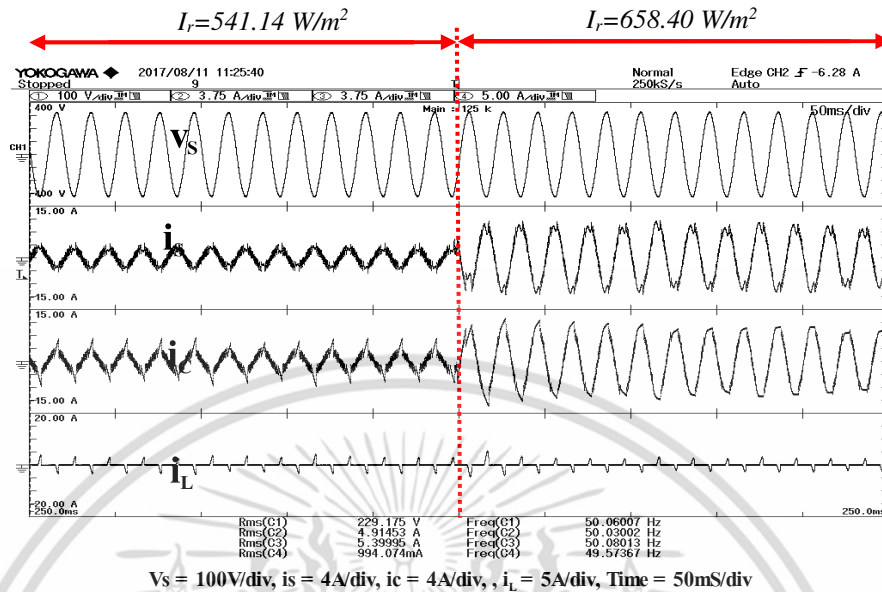 Ir=541.14 W/m²
Ir=658.40 W/m²
YOKOGAWA ◆ 2017/08/11 11:25:40 Normal Edge CH2 -6.28 A
Stopped 9 250kS/s Auto
1 100 V/div 2 3.75 A/div 3 3.75 A/div 4 5.00 A/div
400 V Main : 125 k 50ms/div
CH1
vS
-400 V
15.00 A
iS
-15.00 A
15.00 A
iC
-15.00 A
20.00 A
iL
-20.00 A
-250.0ms 250.0ms
Rms(C1) 229.175 V Freq(C1) 50.06007 Hz
Rms(C2) 4.91453 A Freq(C2) 50.03002 Hz
Rms(C3) 5.39995 A Freq(C3) 50.08013 Hz
Rms(C4) 994.074mA Freq(C4) 49.57367 Hz
Vs = 100V/div, is = 4A/div, ic = 4A/div, , iL = 5A/div, Time = 50mS/div